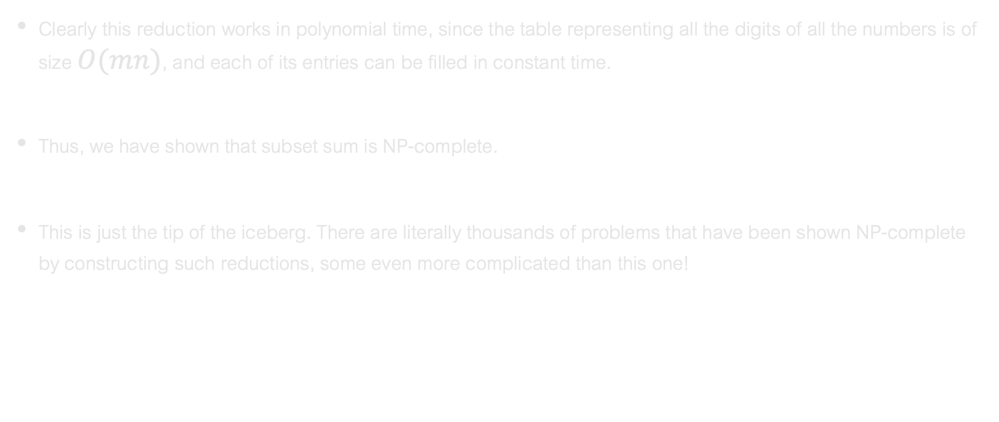 • Clearly this reduction works in polynomial time, since the table representing all the digits of all the numbers is of
size O(mn), and each of its entries can be filled in constant time.
• Thus, we have shown that subset sum is NP-complete.
• This is just the tip of the iceberg. There are literally thousands of problems that have been shown NP-complete
by constructing such reductions, some even more complicated than this one!